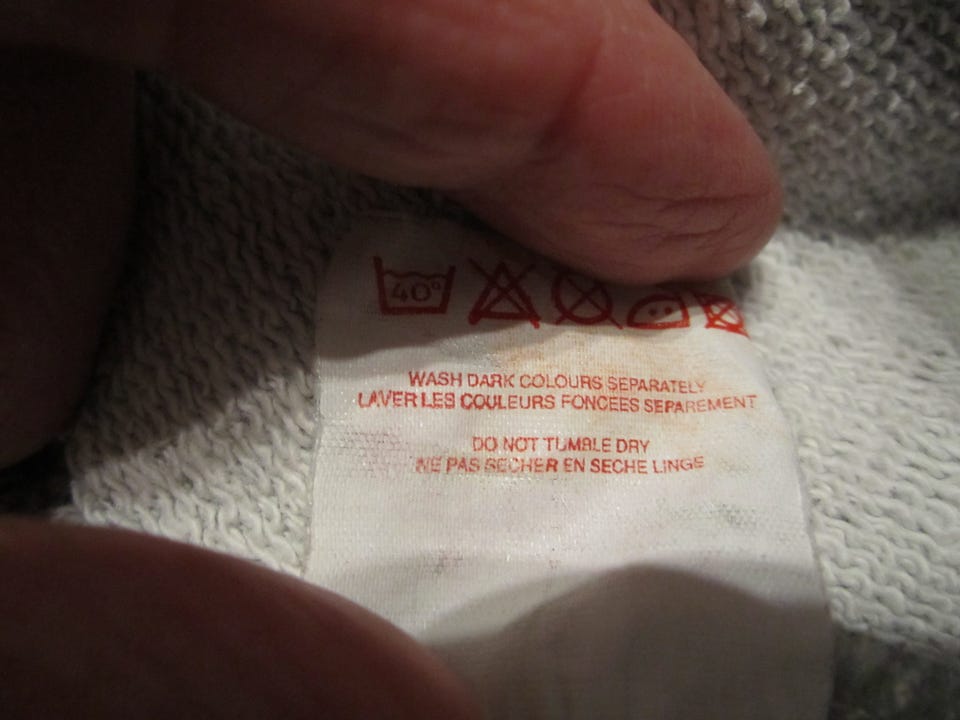 40°
WASH DARK COLOURS SEPARATELY
LAVER LES COULEURS FONCEES SEPAREMENT
DO NOT TUMBLE DRY
NE PAS SECHER EN SECHE LINGE